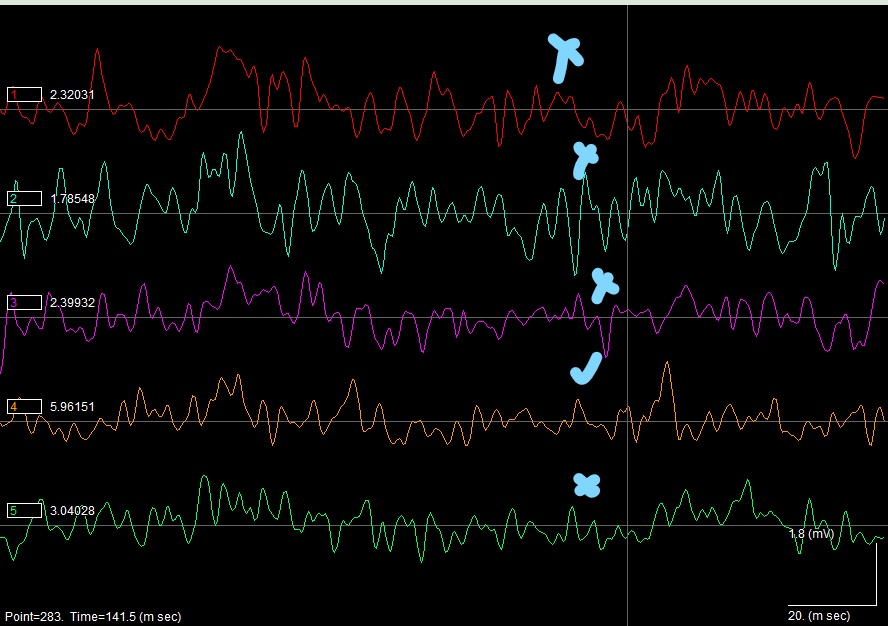 1 2.32031
2 1.78548
3 2.39932
4 5.96151
5 3.04028
1.8 (mV)
20. (m sec)
Point=283. Time=141.5 (m sec)